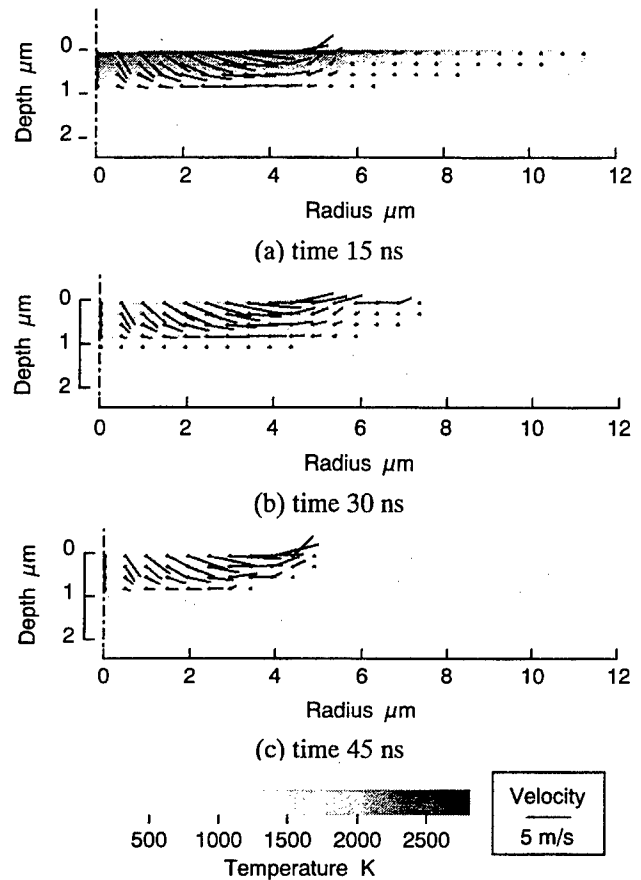 0
1
2
Depth μm
0 2 4 6 8 10 12
Radius μm
(a) time 15 ns
0
1
2
Depth μm
0 2 4 6 8 10 12
Radius μm
(b) time 30 ns
0
1
2
Depth μm
0 2 4 6 8 10 12
Radius μm
(c) time 45 ns
500 1000 1500 2000 2500
Temperature K
Velocity
5 m/s